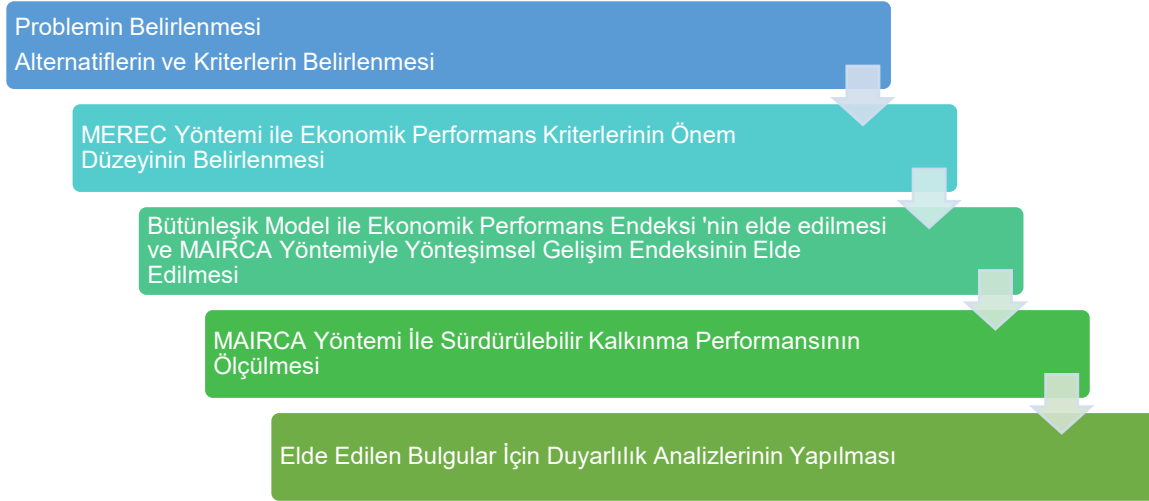 Problemin Belirlenmesi
Alternatiflerin ve Kriterlerin Belirlenmesi
MEREC Yöntemi ile Ekonomik Performans Kriterlerinin Önem
Düzeyinin Belirlenmesi
Bütünleşik Model ile Ekonomik Performans Endeksi 'nin elde edilmesi
ve MAIRCA Yöntemiyle Yönteşimsel Gelişim Endeksinin Elde
Edilmesi
MAIRCA Yöntemi İle Sürdürülebilir Kalkınma Performansının
Ölçülmesi
Elde Edilen Bulgular İçin Duyarlılık Analizlerinin Yapılması